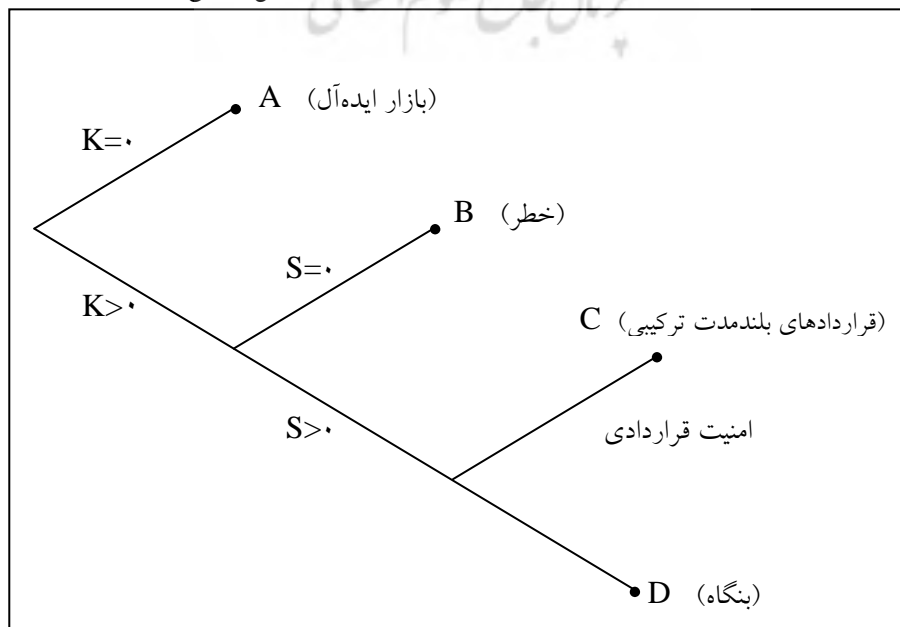 A (بازار ایده‌آل)
K=۰
B (خطر)
S=۰
K>۰
C (قراردادهای بلندمدت ترکیبی)
S>۰
امنیت قراردادی
D (بنگاه)